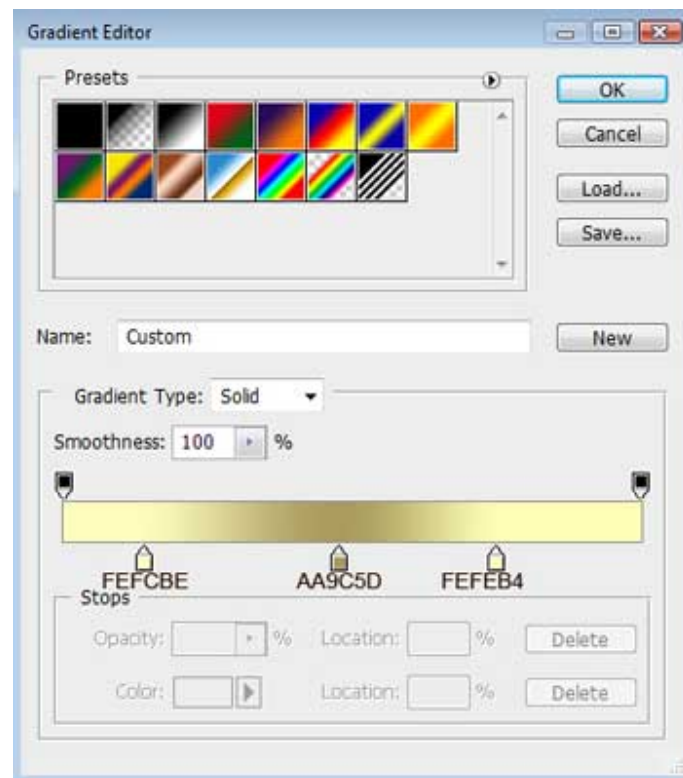 Gradient Editor
Presets
OK
Cancel
Load...
Save...
Name: Custom
New
Gradient Type: Solid
Smoothness: 100 %
FEFCBE AA9C5D FEFEB4
Stops
Opacity: % Location: % Delete
Color: Location: % Delete